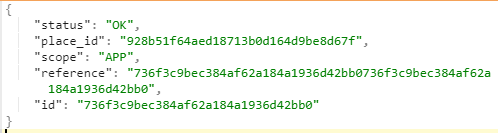 {
"status": "OK",
"place_id": "928b51f64aed18713b0d164d9be8d67f",
"scope": "APP",
"reference": "736f3c9bec384af62a184a1936d42bb0736f3c9bec384af62a
184a1936d42bb0",
"id": "736f3c9bec384af62a184a1936d42bb0"
}